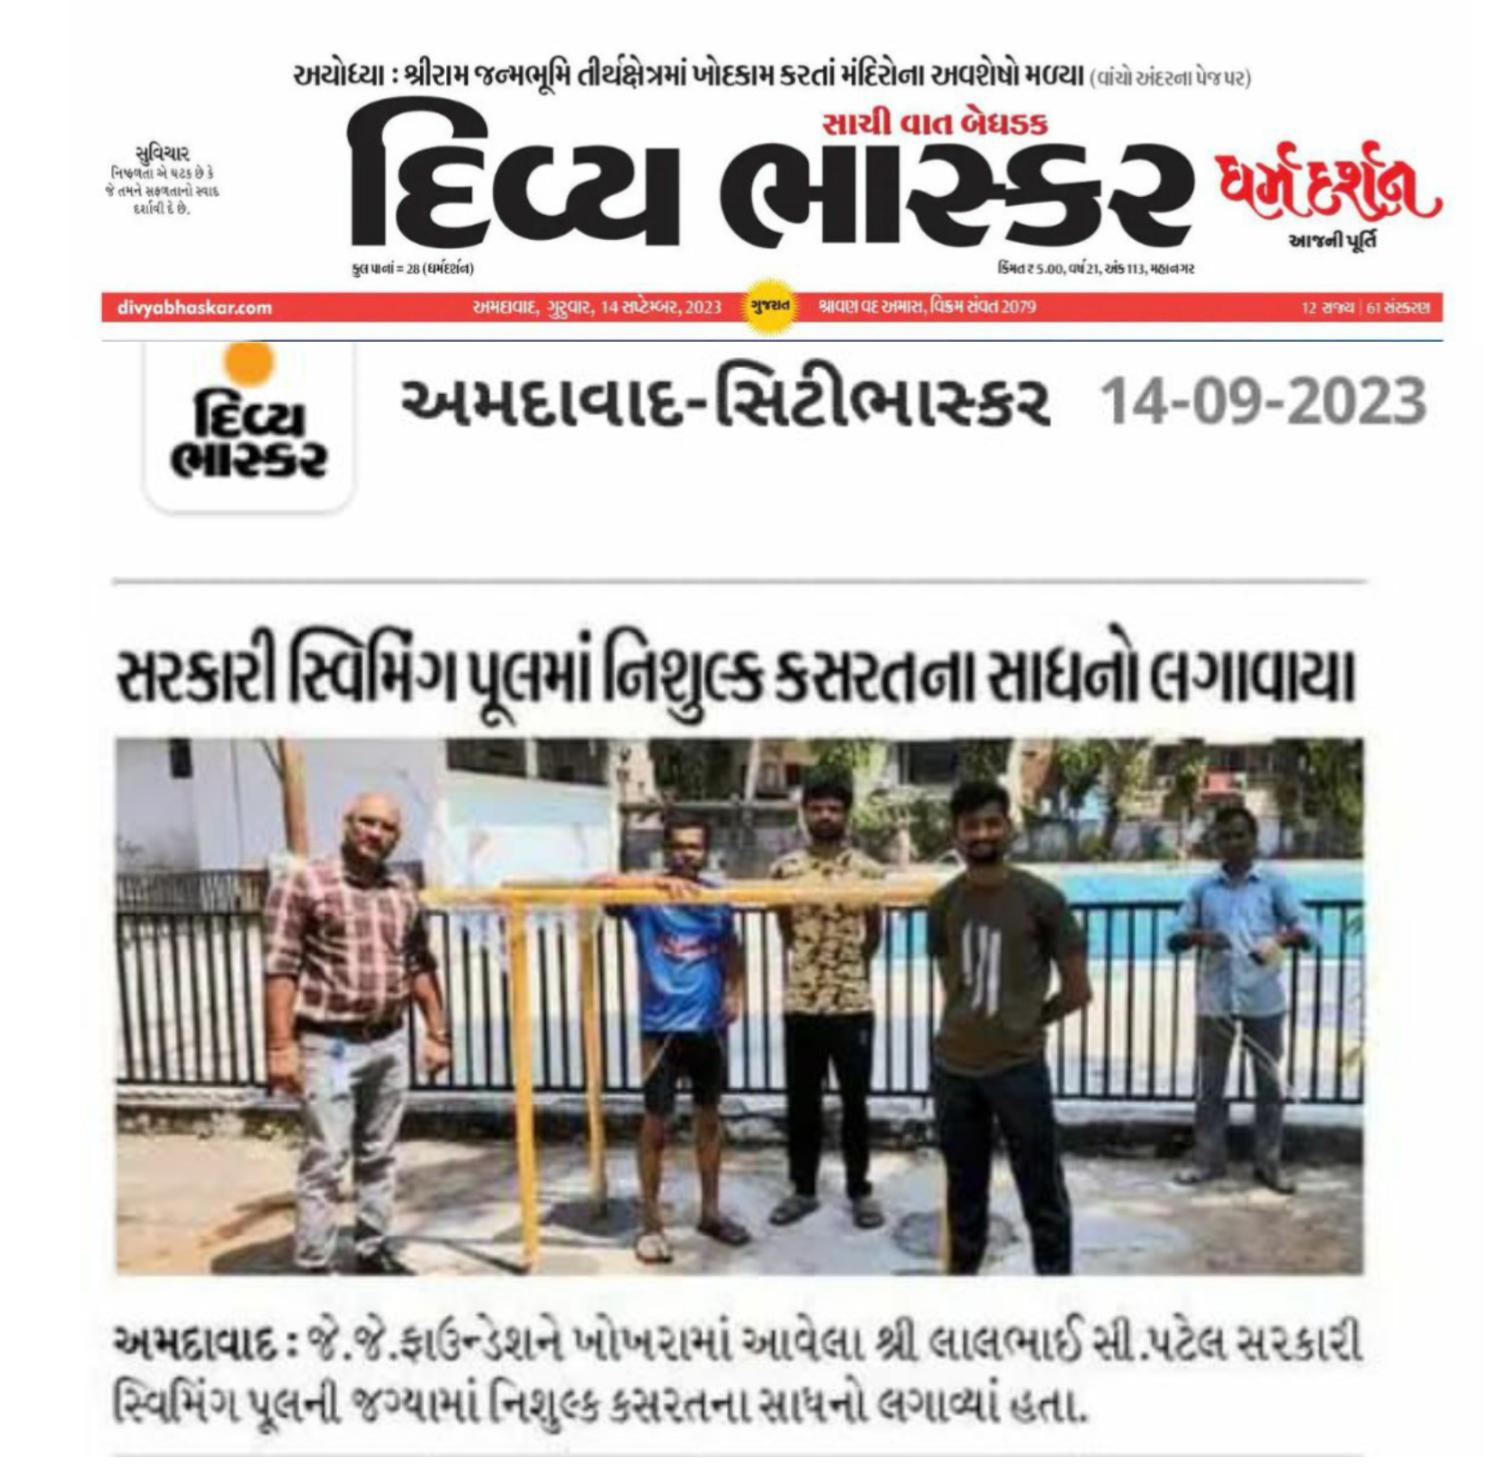 અયોધ્યા : શ્રીરામ જન્મભૂમિ તીર્થક્ષેત્રમાં ખોદકામ કરતાં મંદિરોના અવશેષો મળ્યા (વાંચો અંદરના પેજ પર)
સાચી વાત બેધડક
સુવિચાર
નિષ્ફળતા એ ઘટક છે કે
જે તમને સફળતાનો સ્વાદ
દર્શાવી દે છે.
દિવ્ય ભાસ્કર
ધર્મ દર્શન
આજની પૂર્તિ
કુલ પાનાં = 28 (ધર્મદર્શન)
કિંમત ₹ 5.00, વર્ષ 21, અંક 113, મહાનગર
divyabhaskar.com
અમદાવાદ, ગુરુવાર, 14 સપ્ટેમ્બર, 2023
ગુજરાત
શ્રાવણ વદ અમાસ, વિક્રમ સંવત 2079
12 રાજ્ય | 61 સંસ્કરણ
દિવ્ય
ભાસ્કર
અમદાવાદ-સિટીભાસ્કર 14-09-2023
સરકારી સ્વિમિંગ પૂલમાં નિશુલ્ક કસરતના સાધનો લગાવાયા
અમદાવાદ : જે.જે.ફાઉન્ડેશને ખોખરામાં આવેલા શ્રી લાલભાઈ સી.પટેલ સરકારી
સ્વિમિંગ પૂલની જગ્યામાં નિશુલ્ક કસરતના સાધનો લગાવ્યાં હતા.